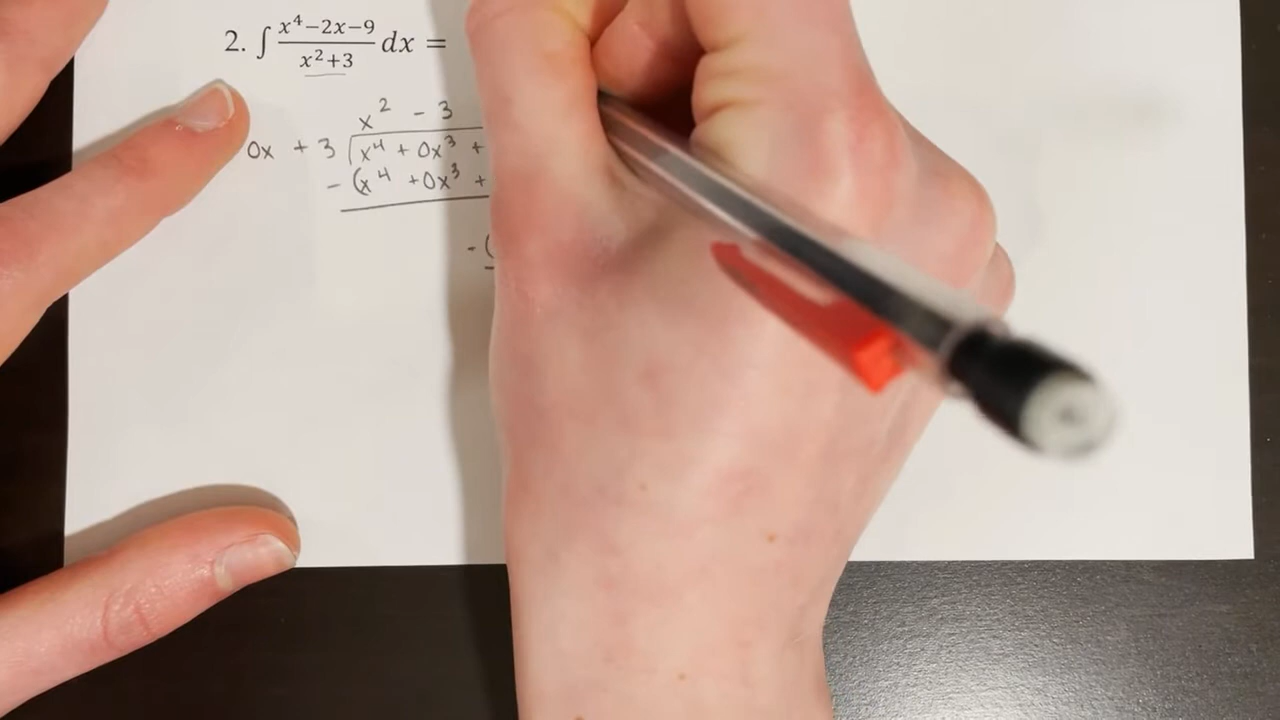 2. ∫ x⁴−2x−9 / x²+3 dx =
x² - 3
0x + 3 x⁴ + 0x³ +
- (x⁴ + 0x³ +
- (